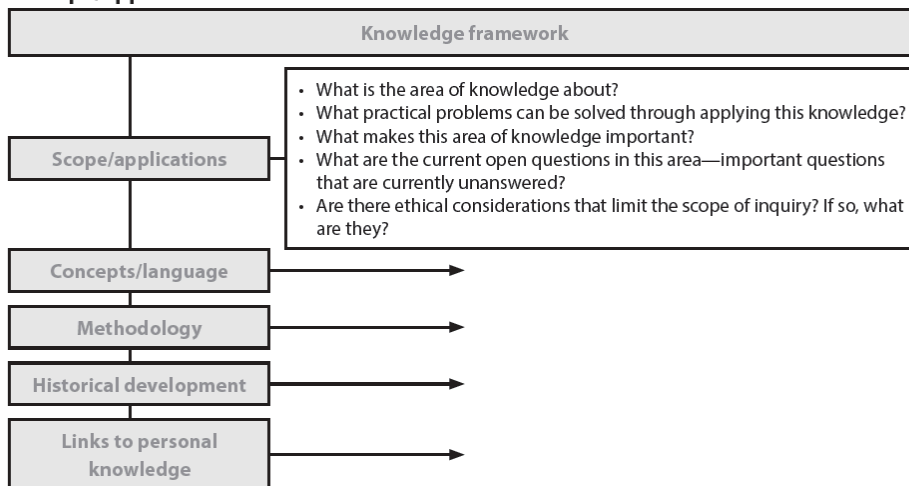 Knowledge framework
• What is the area of knowledge about?
• What practical problems can be solved through applying this knowledge?
• What makes this area of knowledge important?
• What are the current open questions in this area—important questions
that are currently unanswered?
• Are there ethical considerations that limit the scope of inquiry? If so, what
are they?
Scope/applications
Concepts/language
Methodology
Historical development
Links to personal
knowledge